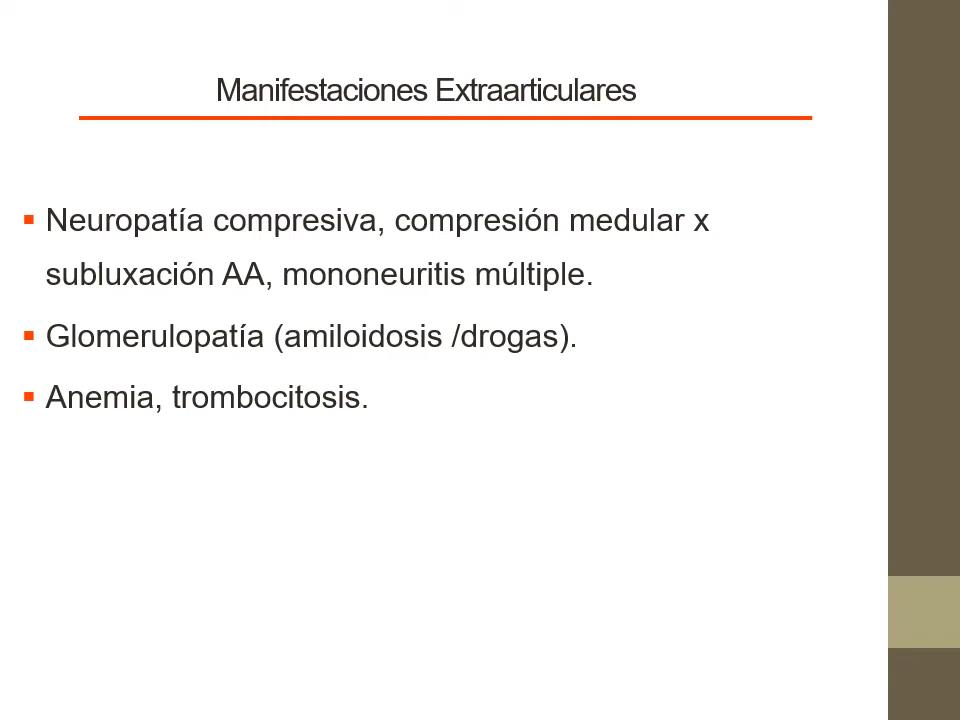 Manifestaciones Extraarticulares
▪ Neuropatía compresiva, compresión medular x
subluxación AA, mononeuritis múltiple.
▪ Glomerulopatía (amiloidosis /drogas).
▪ Anemia, trombocitosis.